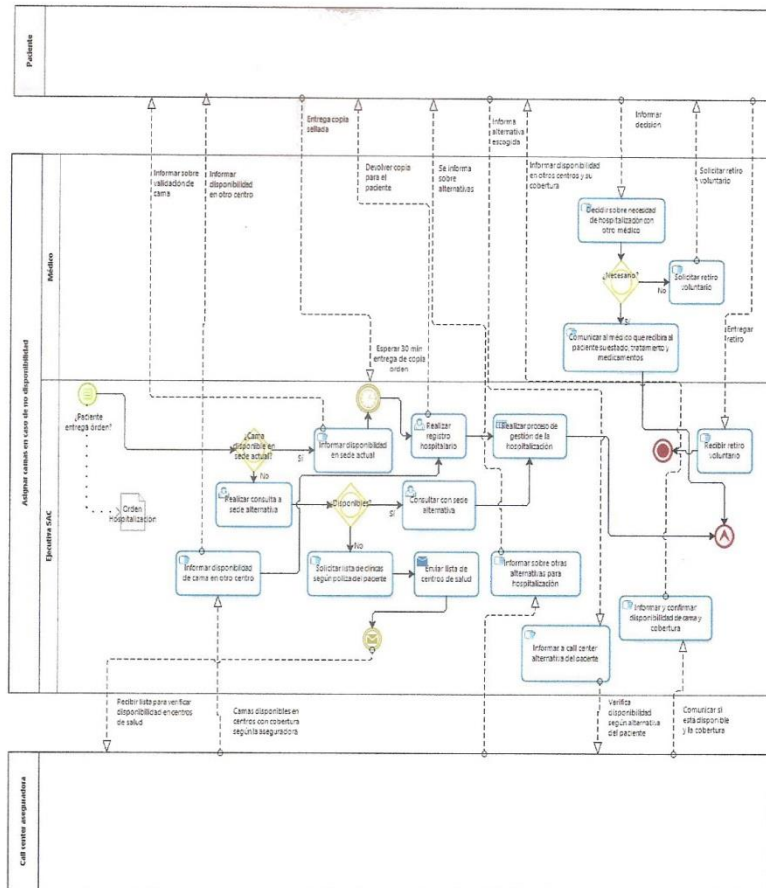 Paciente
Informar sobre
validación de
cama
Informar
disponibilidad
en otro centro
Entrega copia
sellada
Devolver copia
para el
paciente
Se informa
sobre
alternativas
Informa
alternativa
escogida
Informar disponibilidad
en otros centros y su
cobertura
Informar
decisión
Solicitar retiro
voluntario
Asignar camas en caso de no disponibilidad
Médico
Decidir sobre necesidad
de hospitalización con
otro médico
¿Necesario?
No
Solicitar retiro
voluntario
Sí
Comunicar al médico que recibirá al
paciente su estado, tratamiento y
medicamentos
Entregar
retiro
Esperar 30 min
entrega de copia
orden
Ejecutiva SAC
¿Paciente
entrega órden?
Orden
Hospitalización
¿Cama
disponible en
sede actual?
Sí
No
Informar disponibilidad
en sede actual
Realizar
registro
hospitalario
Realizar proceso de
gestión de la
hospitalización
Recibir retiro
voluntario
Realizar consulta a
sede alternativa
¿Disponibles?
Sí
No
Consultar con sede
alternativa
Informar disponibilidad
de cama en otro centro
Solicitar lista de clínicas
según póliza del paciente
Enviar lista de
centros de salud
Informar sobre otras
alternativas para
hospitalización
Informar a call center
alternativa del paciente
Informar y confirmar
disponibilidad de cama y
cobertura
Recibir lista para verificar
disponibilidad en centros
de salud
Camas disponibles en
centros con cobertura
según la aseguradora
Verifica
disponibilidad
según alternativa
del paciente
Comunicar si
está disponible
y la cobertura
Call center aseguradora